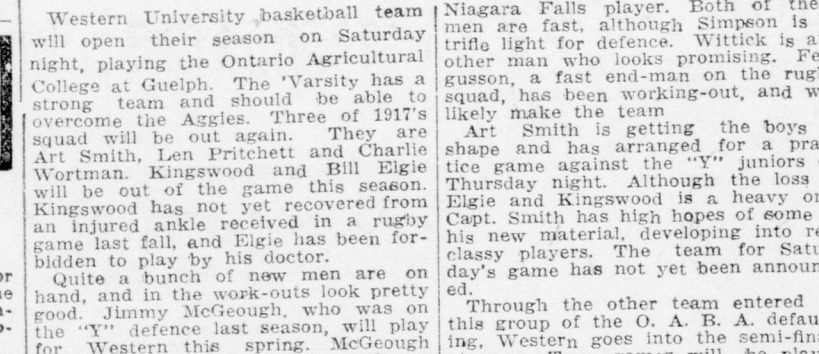 Western University basketball team
will open their season on Saturday
night, playing the Ontario Agricultural
College at Guelph. The 'Varsity has a
strong team and should be able to
overcome the Aggies. Three of 1917's
squad will be out again. They are
Art Smith, Len Pritchett and Charlie
Wortman. Kingswood and Bill Elgie
will be out of the game this season.
Kingswood has not yet recovered from
an injured ankle received in a rugby
game last fall, and Elgie has been for-
bidden to play by his doctor.
Quite a bunch of new men are on
hand, and in the work-outs look pretty
good. Jimmy McGeough, who was on
the "Y" defence last season, will play
for Western this spring. McGeough
Niagara Falls player. Both of
men are fast, although Simpson is
trifle light for defence. Wittick is
other man who looks promising.
gusson, a fast end-man on the
squad, has been working-out, and
likely make the team
Art Smith is getting the boys
shape and has arranged for a
tice game against the "Y" juniors
Thursday night. Although the loss
Elgie and Kingswood is a heavy
Capt. Smith has high hopes of some
his new material, developing into
classy players. The team for
day's game has not yet been
ed.
Through the other team entered
this group of the O. A. B. A.
ing, Western goes into the